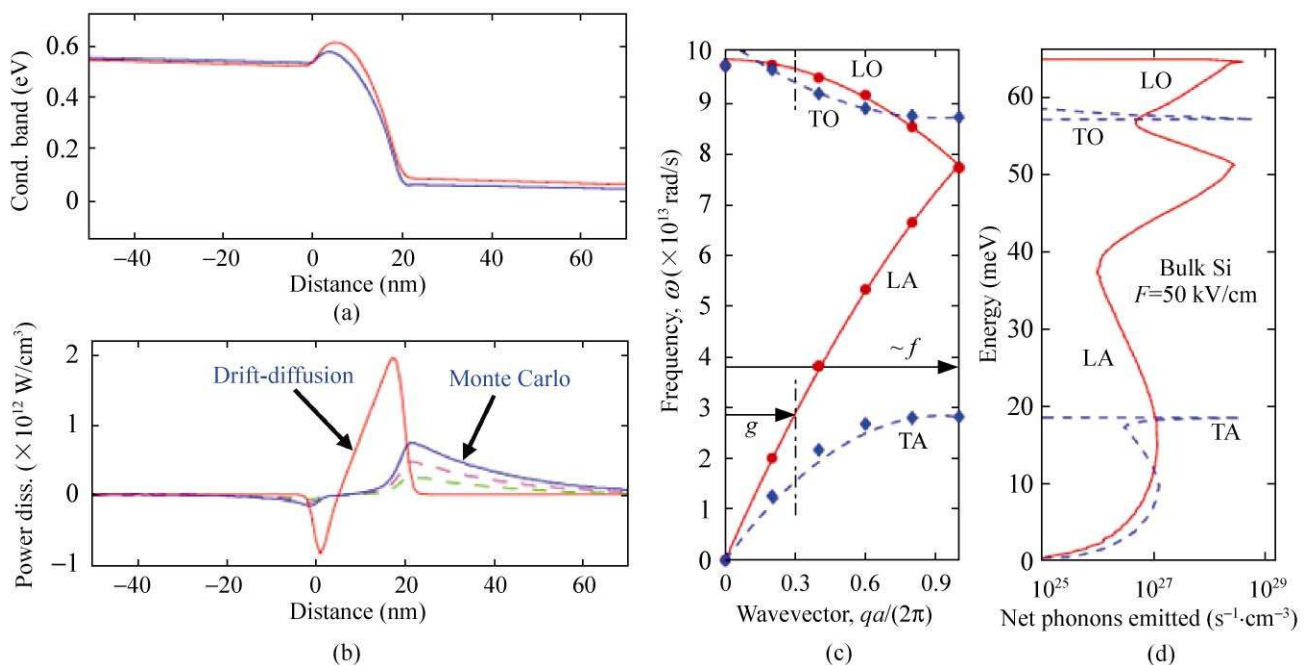 0.6
0.4
0.2
0
Cond. band (eV)
−40 −20 0 20 40 60
Distance (nm)
(a)
2
1
0
−1
Power diss. (×10¹² W/cm³)
Drift-diffusion
Monte Carlo
−40 −20 0 20 40 60
Distance (nm)
(b)
10
9
8
7
6
5
4
3
2
1
0
Frequency, ω (×10¹³ rad/s)
LO
TO
LA
~f
g
TA
0 0.3 0.6 0.9
Wavevector, qa/(2π)
(c)
60
50
40
30
20
10
0
Energy (meV)
LO
TO
Bulk Si
F=50 kV/cm
LA
TA
10²⁵ 10²⁷ 10²⁹
Net phonons emitted (s⁻¹·cm⁻³)
(d)